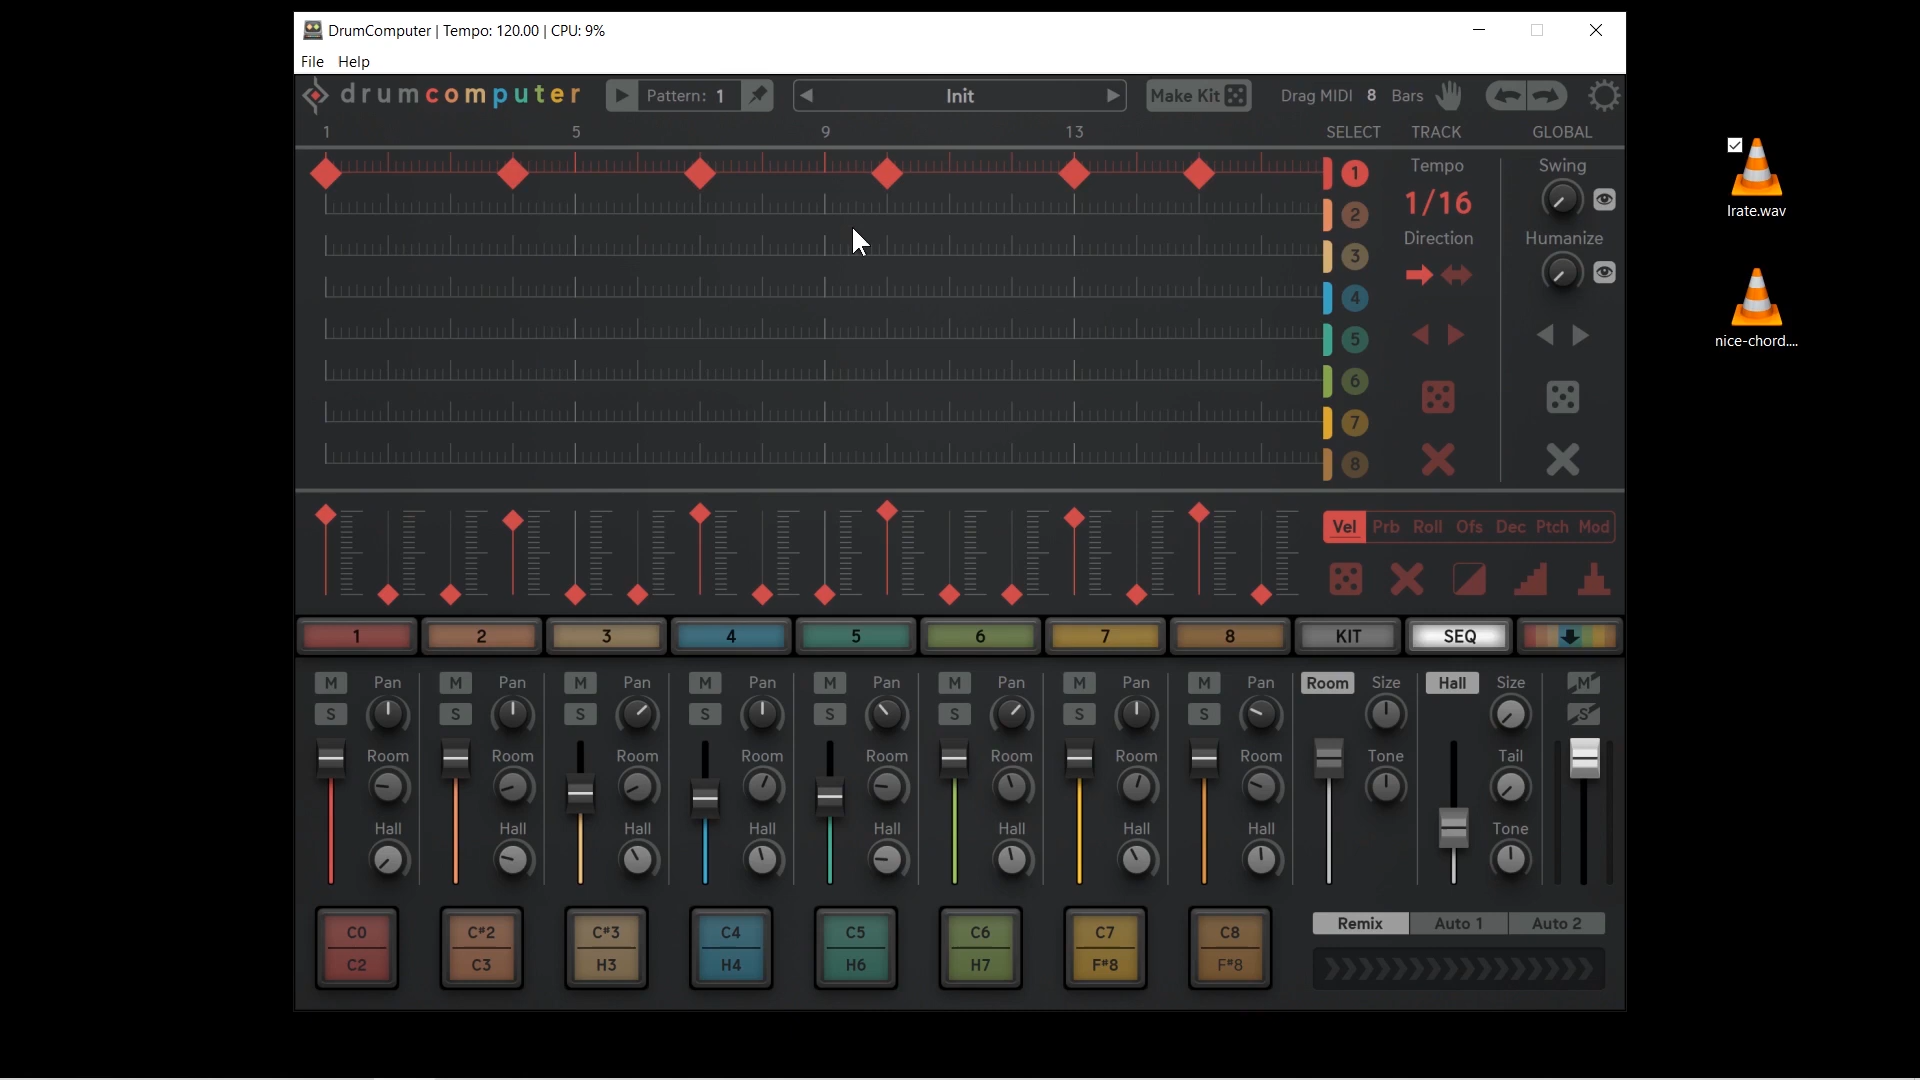 DrumComputer | Tempo: 120.00 | CPU: 9%
File Help
drumcomputer Pattern: 1 Init Make Kit Drag MIDI 8 Bars
1 5 9 13 SELECT TRACK GLOBAL
1 Tempo Swing
2 1/16
3 Direction Humanize
4
5
6
7
8
Irate.wav
nice-chord....
Vel Prb Roll Ofs Dec Ptch Mod
1 2 3 4 5 6 7 8 KIT SEQ
M Pan M Pan M Pan M Pan M Pan M Pan M Pan M Pan Room Size Hall Size M
S S S S S S S S S
Room Room Room Room Room Room Room Room Tone Tail
Hall Hall Hall Hall Hall Hall Hall Hall Tone
C0 C#2 C#3 C4 C5 C6 C7 C8 Remix Auto 1 Auto 2
C2 C3 H3 H4 H6 H7 F#8 F#8